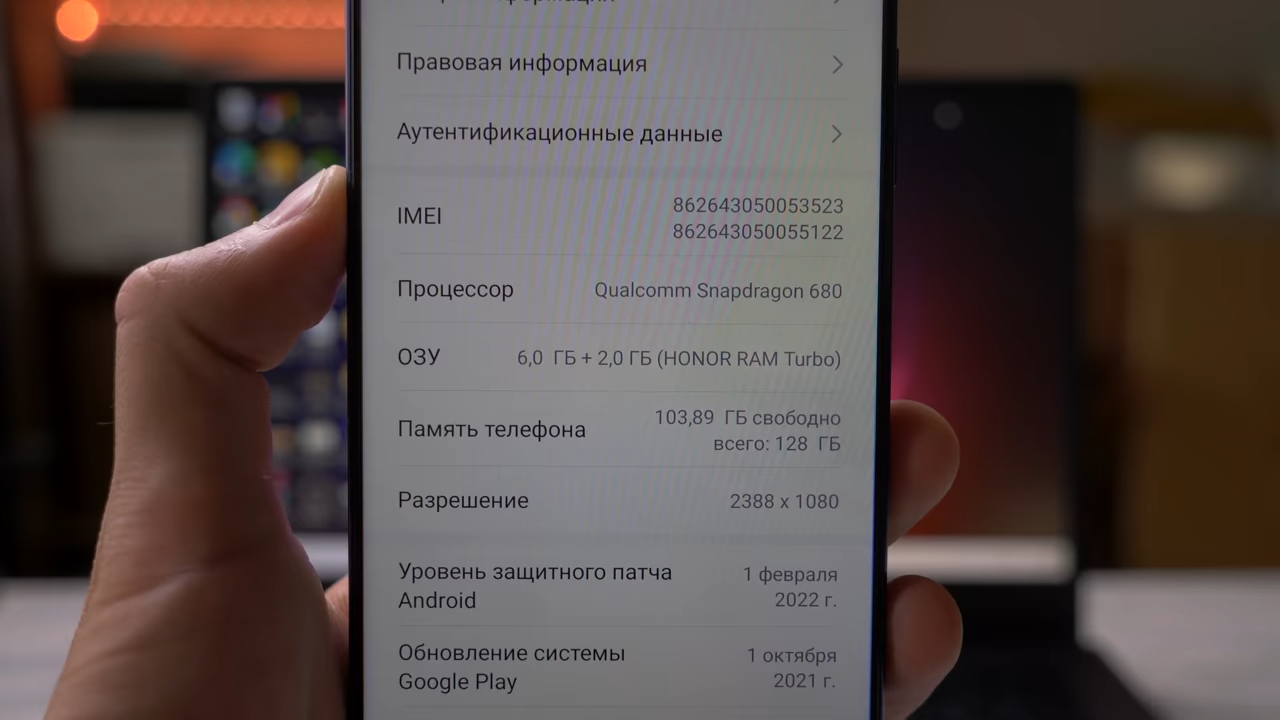 Правовая информация
Аутентификационные данные
IMEI
862643050053523
862643050055122
Процессор
Qualcomm Snapdragon 680
ОЗУ
6,0 ГБ + 2,0 ГБ (HONOR RAM Turbo)
Память телефона
103,89 ГБ свободно
всего: 128 ГБ
Разрешение
2388 x 1080
Уровень защитного патча
Android
1 февраля
2022 г.
Обновление системы
Google Play
1 октября
2021 г.